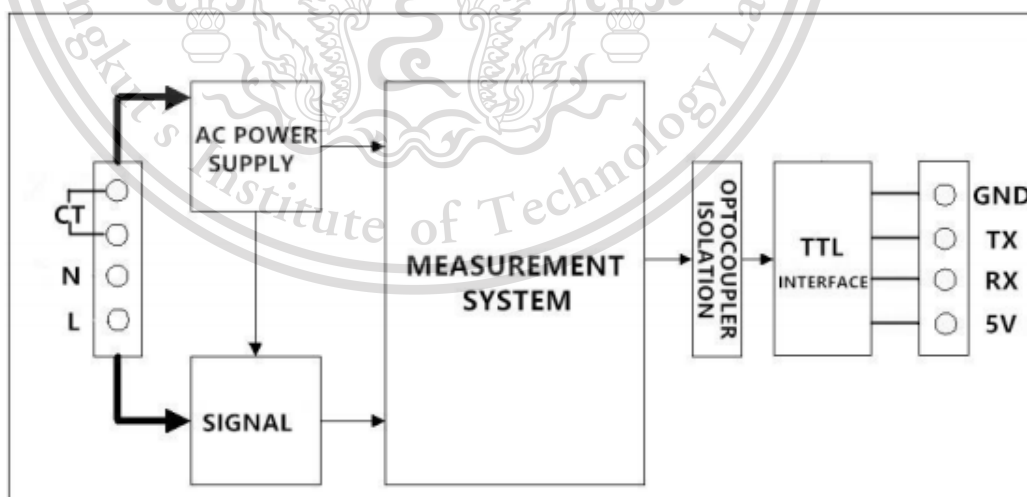 AC POWER
SUPPLY
CT
N
L
SIGNAL
MEASUREMENT
SYSTEM
OPTOCOUPLER
ISOLATION
TTL
INTERFACE
GND
TX
RX
5V
Institute of Technology